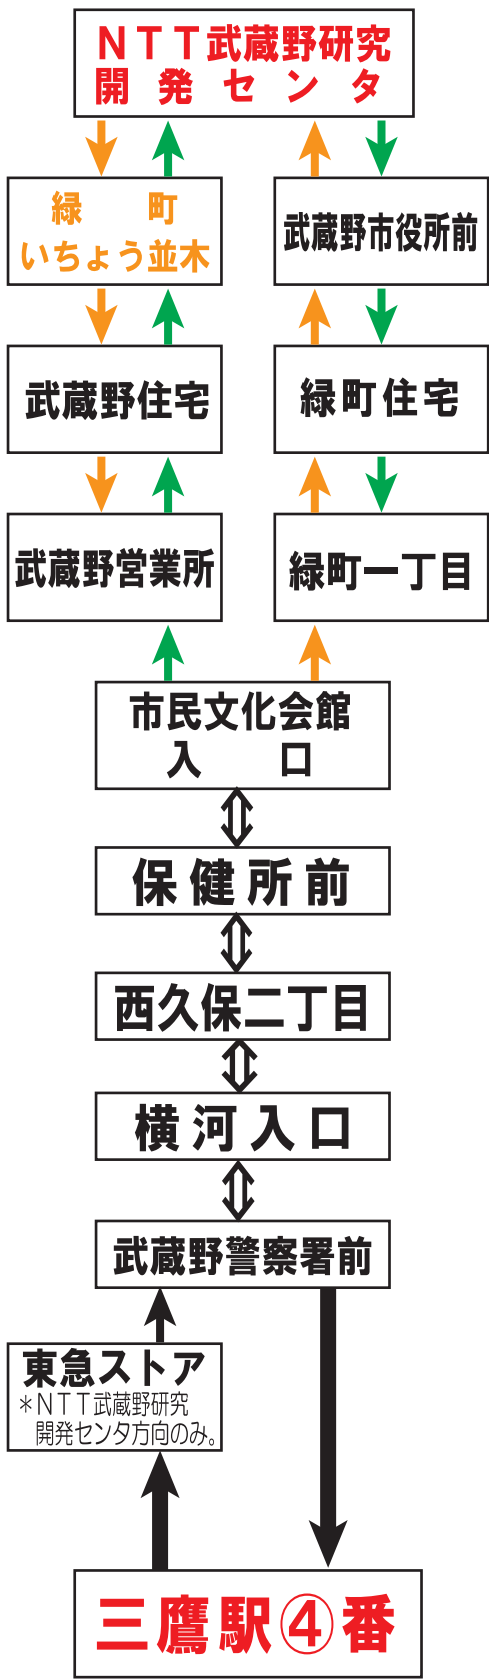 NTT武蔵野研究
開発センタ
緑町
いちょう並木
武蔵野市役所前
武蔵野住宅
緑町住宅
武蔵野営業所
緑町一丁目
市民文化会館
入口
保健所前
西久保二丁目
横河入口
武蔵野警察署前
東急ストア
*NTT武蔵野研究
開発センタ方向のみ。
三鷹駅④番